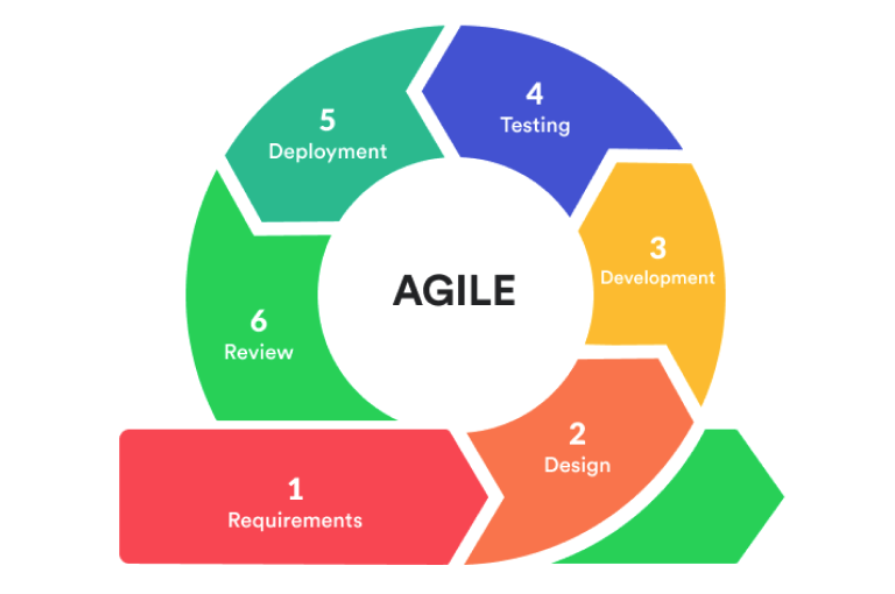 AGILE
1
Requirements
2
Design
3
Development
4
Testing
5
Deployment
6
Review